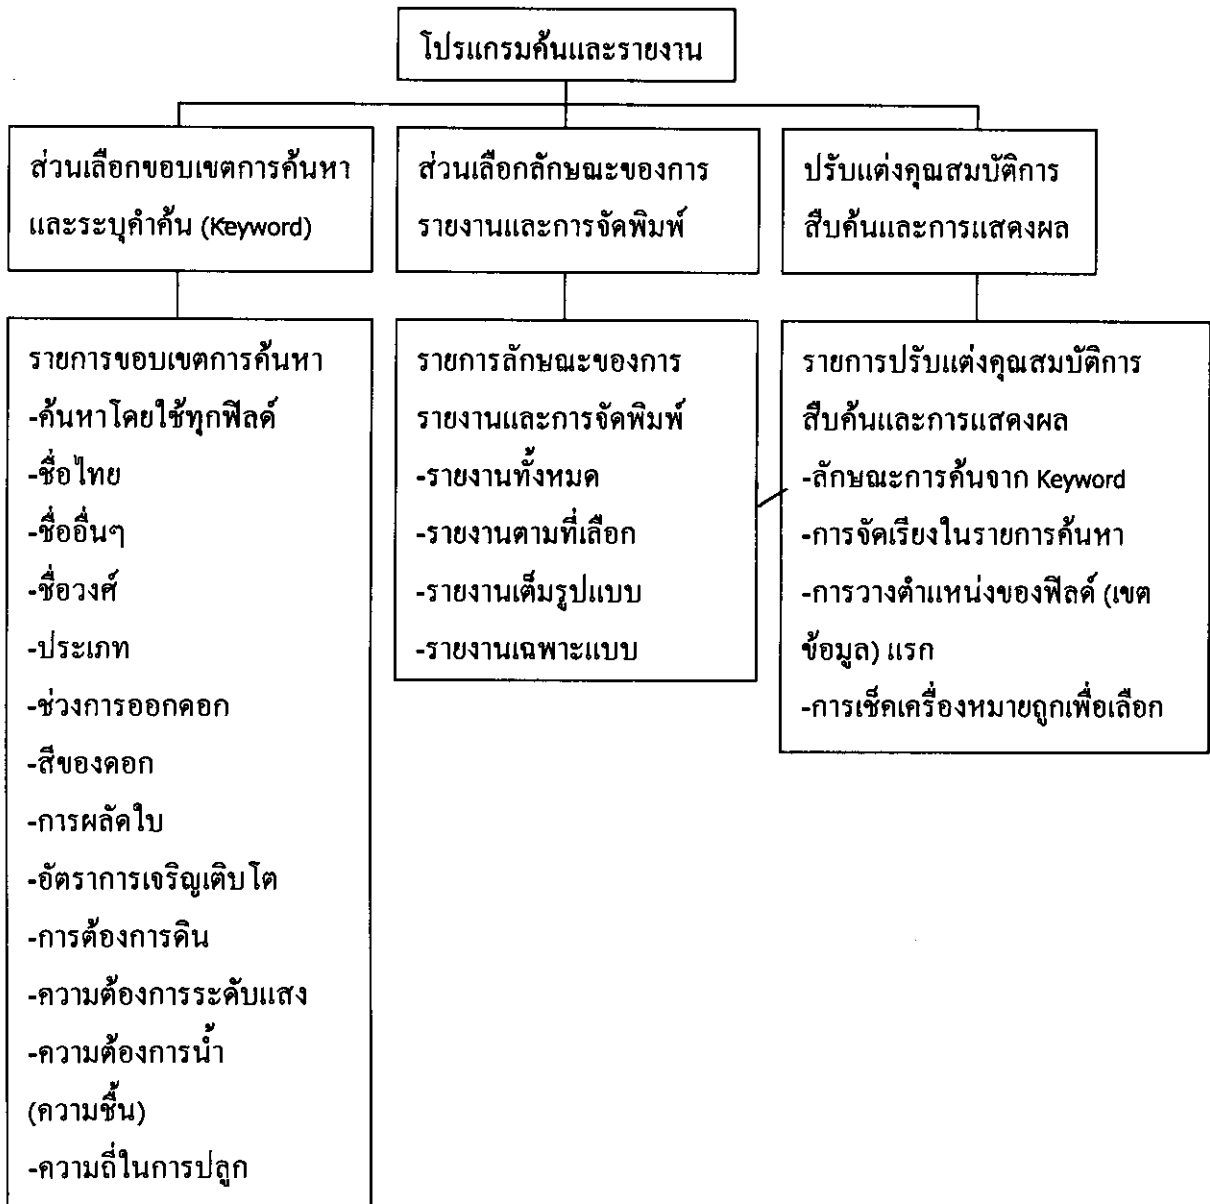 โปรแกรมค้นและรายงาน
ส่วนเลือกขอบเขตการค้นหา
และระบุคำค้น (Keyword)
ส่วนเลือกลักษณะของการ
รายงานและการจัดพิมพ์
ปรับแต่งคุณสมบัติการ
สืบค้นและการแสดงผล
รายการขอบเขตการค้นหา
-ค้นหาโดยใช้ทุกฟิลด์
-ชื่อไทย
-ชื่ออื่นๆ
-ชื่อวงศ์
-ประเภท
-ช่วงการออกดอก
-สีของดอก
-การผลัดใบ
-อัตราการเจริญเติบโต
-การต้องการดิน
-ความต้องการระดับแสง
-ความต้องการน้ำ
(ความชื้น)
-ความถี่ในการปลูก
รายการลักษณะของการ
รายงานและการจัดพิมพ์
-รายงานทั้งหมด
-รายงานตามที่เลือก
-รายงานเต็มรูปแบบ
-รายงานเฉพาะแบบ
รายการปรับแต่งคุณสมบัติการ
สืบค้นและการแสดงผล
-ลักษณะการค้นจาก Keyword
-การจัดเรียงในรายการค้นหา
-การวางตำแหน่งของฟิลด์ (เขต
ข้อมูล) แรก
-การเช็คเครื่องหมายถูกเพื่อเลือก